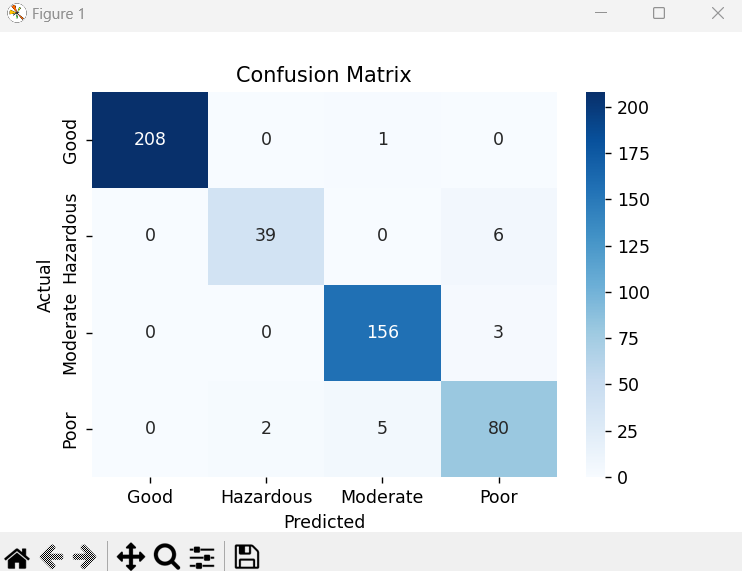 Figure 1
Confusion Matrix
Good 208 0 1 0
Hazardous 0 39 0 6
Moderate 0 0 156 3
Poor 0 2 5 80
Actual
Good Hazardous Moderate Poor
Predicted
200
175
150
125
100
75
50
25
0